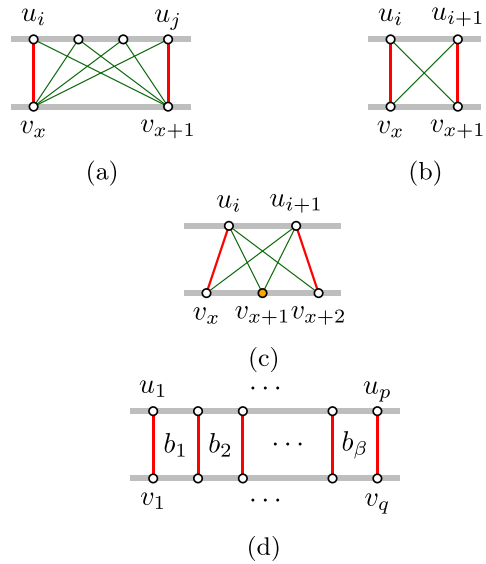 u_i u_j u_i u_{i+1}
v_x v_{x+1} v_x v_{x+1}
(a) (b)
u_i u_{i+1}
v_x v_{x+1} v_{x+2}
(c)
u_1 ⋯ u_p
b_1 b_2 ⋯ b_β
v_1 ⋯ v_q
(d)